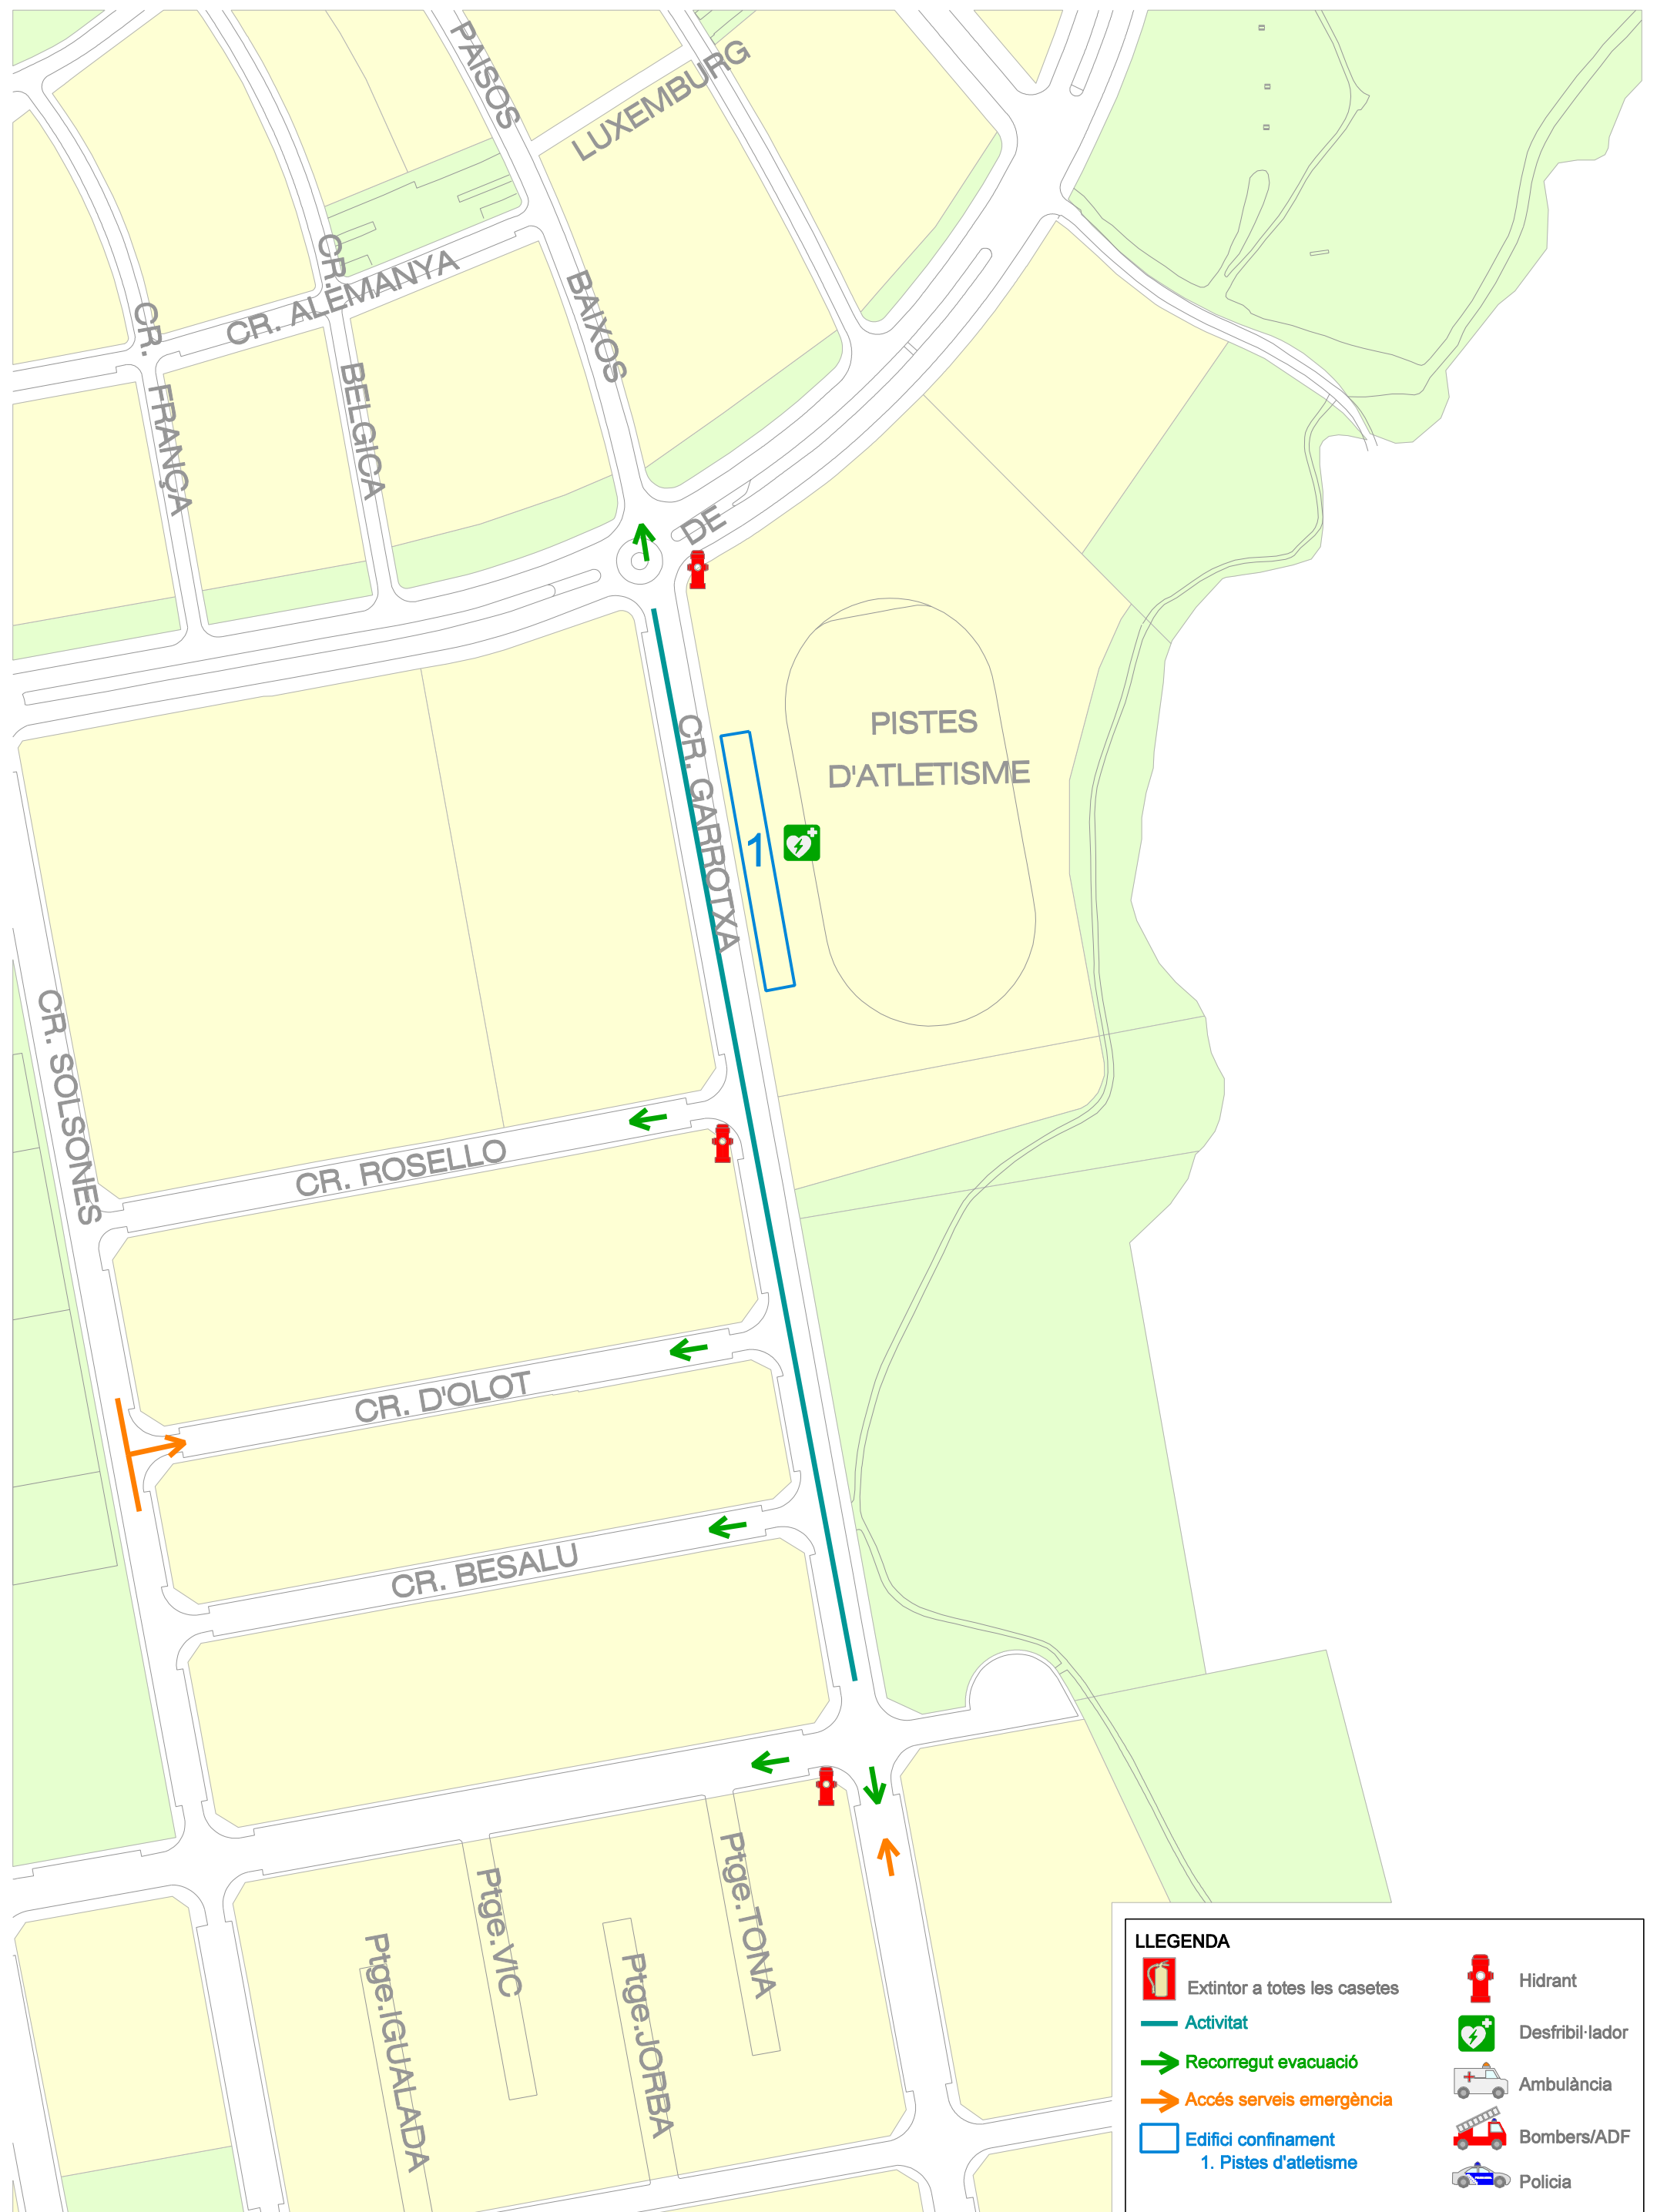 PAISOS
LUXEMBURG
CR.
CR. ALEMANYA
BAIXOS
CR.
FRANÇA
BELGICA
DE
CR. GARROTXA
PISTES
D'ATLETISME
1
CR. SOLSONES
CR. ROSELLO
CR. D'OLOT
CR. BESALU
Ptge.TONA
Ptge.VIC
Ptge.IGUALADA
Ptge.JORBA
LLEGENDA
Extintor a totes les casetes
Activitat
Recorregut evacuació
Accés serveis emergència
Edifici confinament
1. Pistes d'atletisme
Hidrant
Desfribil·lador
Ambulància
Bombers/ADF
Policia